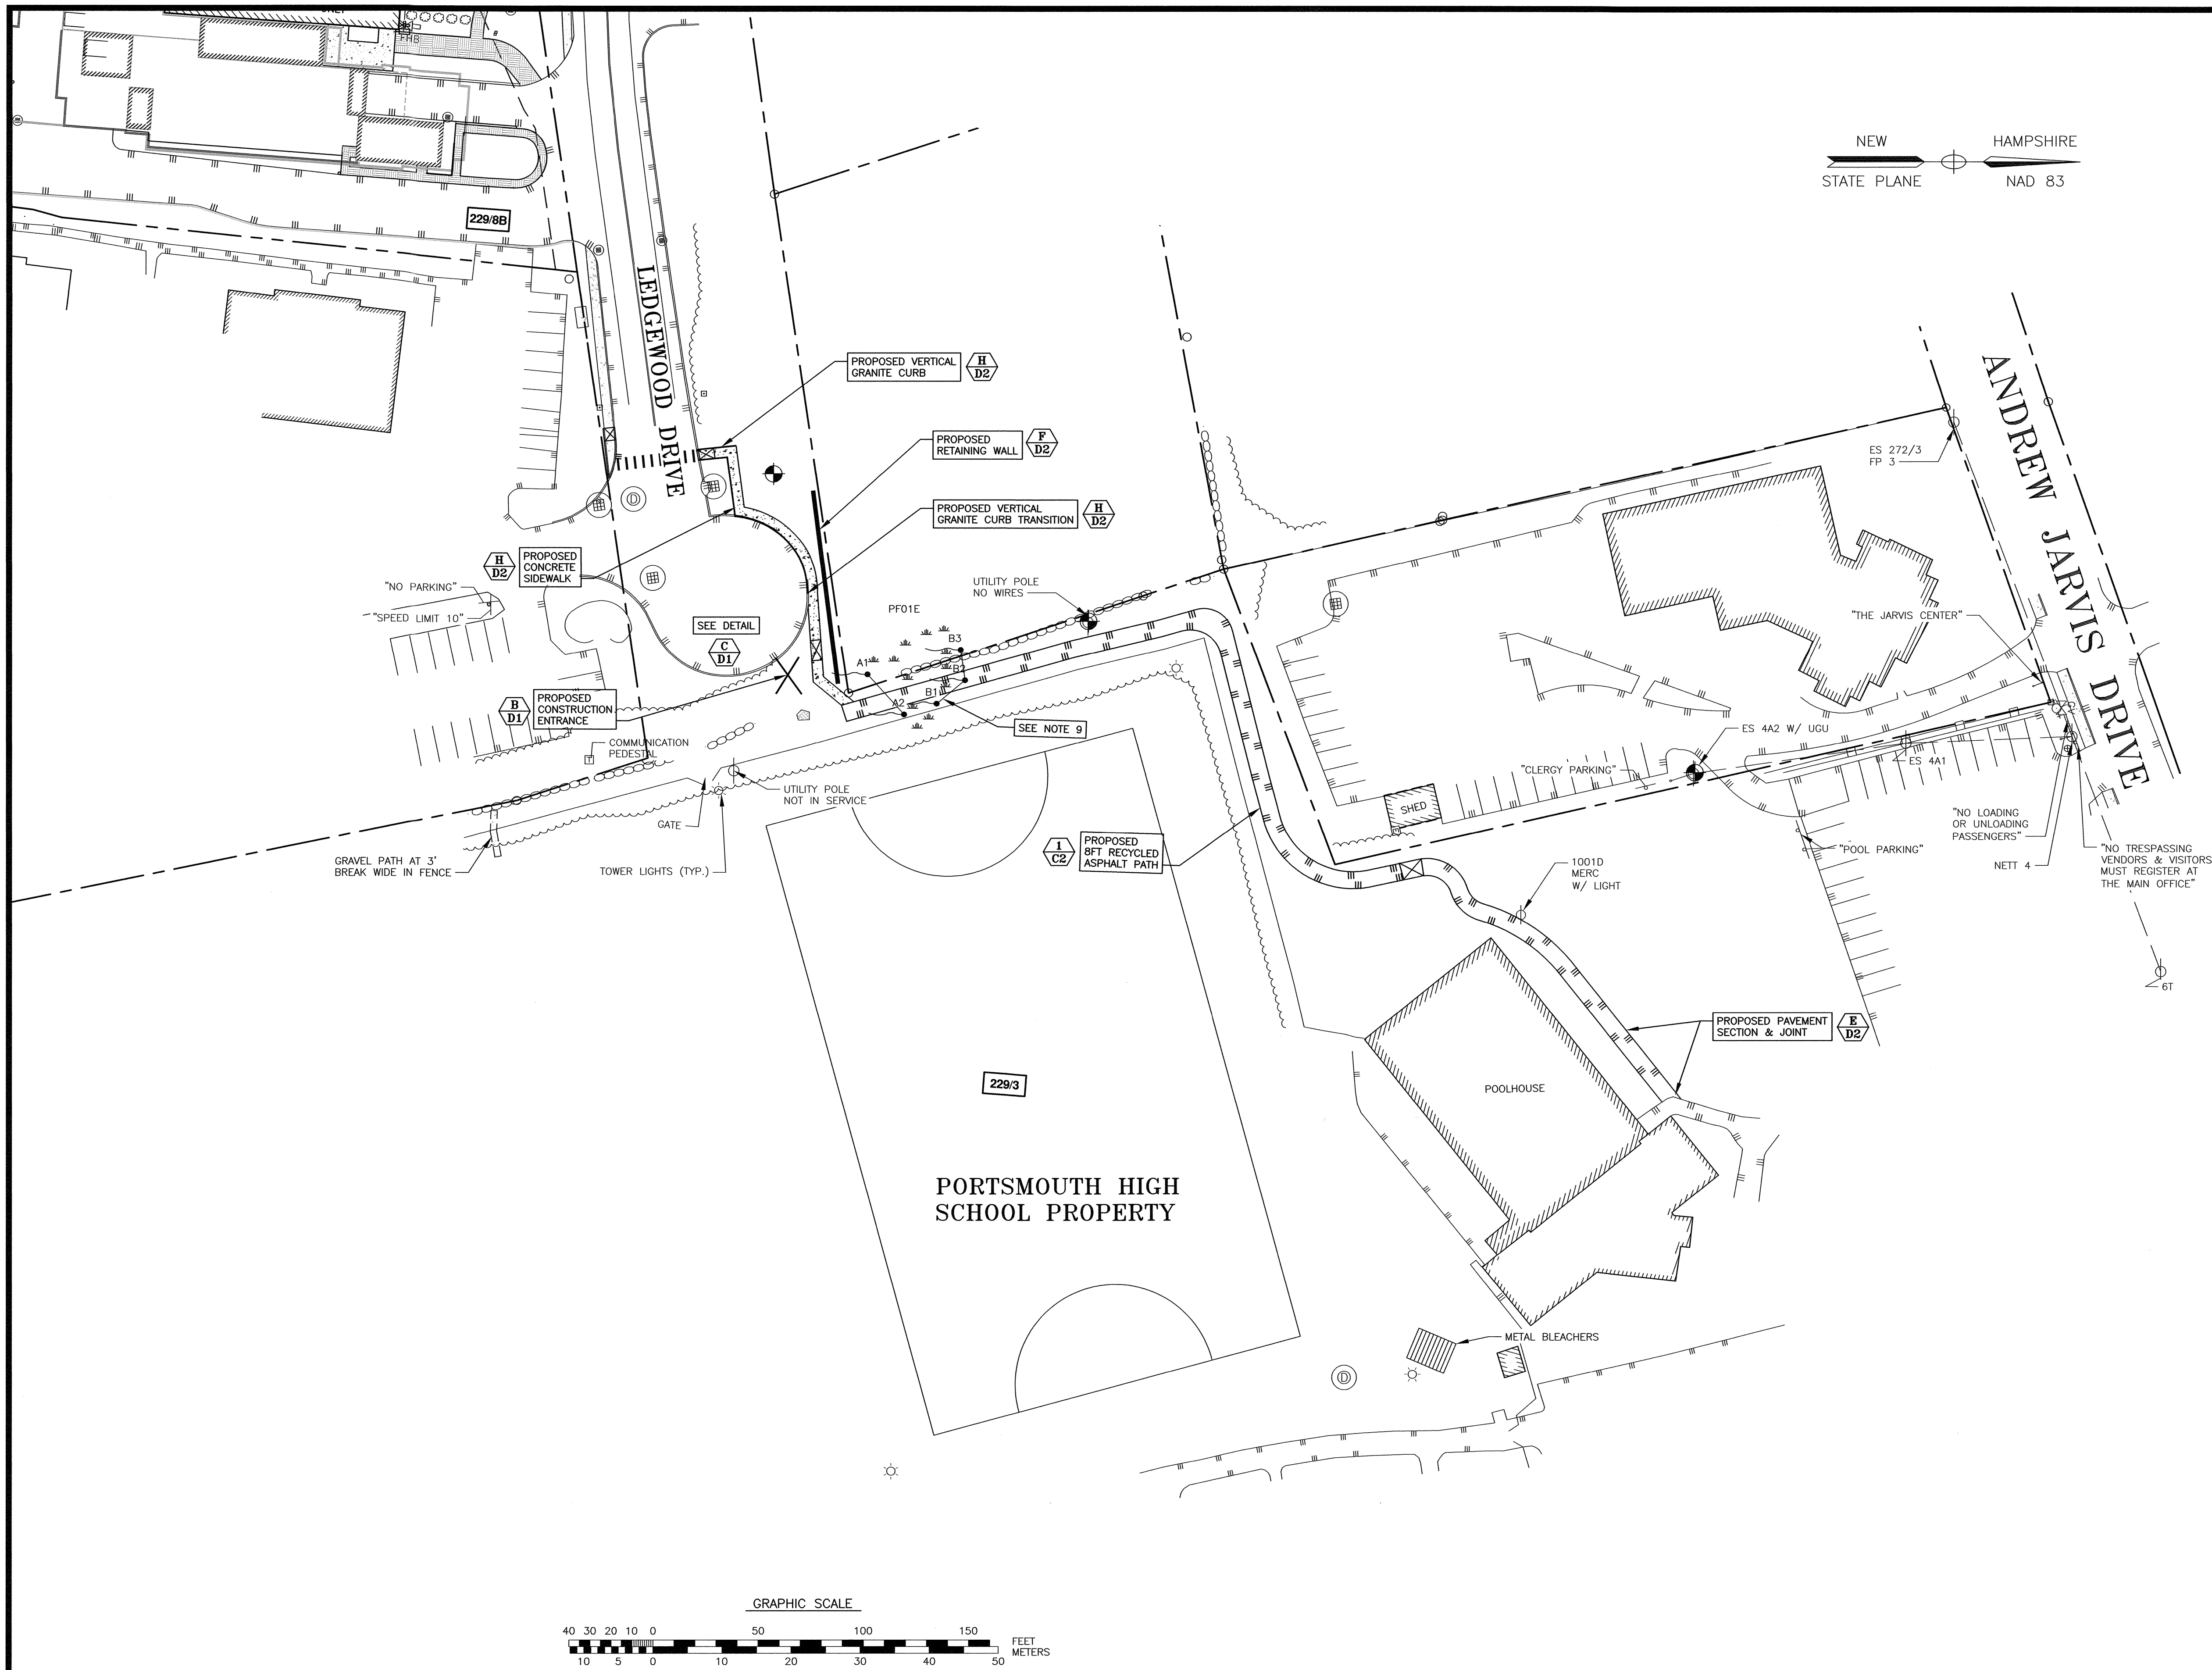 FHB
229/8B
NEW HAMPSHIRE
STATE PLANE NAD 83
LEDGEWOOD DRIVE
ANDREW JARVIS DRIVE
PROPOSED VERTICAL
GRANITE CURB
H
D2
PROPOSED
RETAINING WALL
F
D2
PROPOSED VERTICAL
GRANITE CURB TRANSITION
H
D2
ES 272/3
FP 3
H
D2
PROPOSED
CONCRETE
SIDEWALK
D
"NO PARKING"
"SPEED LIMIT 10"
UTILITY POLE
NO WIRES
PF01E
SEE DETAIL
C
D1
A1
A2
B1
B2
B3
"THE JARVIS CENTER"
B
D1
PROPOSED
CONSTRUCTION
ENTRANCE
SEE NOTE 9
COMMUNICATION
PEDESTAL
T
UTILITY POLE
NOT IN SERVICE
GATE
GRAVEL PATH AT 3'
BREAK WIDE IN FENCE
TOWER LIGHTS (TYP.)
ES 4A2 W/ UGU
"CLERGY PARKING"
ES 4A1
SHED
1
C2
PROPOSED
8FT RECYCLED
ASPHALT PATH
"NO LOADING
OR UNLOADING
PASSENGERS"
"POOL PARKING"
NETT 4
"NO TRESPASSING
VENDORS & VISITORS
MUST REGISTER AT
THE MAIN OFFICE"
1001D
MERC
W/ LIGHT
6T
PROPOSED PAVEMENT
SECTION & JOINT
E
D2
229/3
POOLHOUSE
PORTSMOUTH HIGH
SCHOOL PROPERTY
METAL BLEACHERS
D
GRAPHIC SCALE
40 30 20 10 0 50 100 150
FEET
METERS
10 5 0 10 20 30 40 50